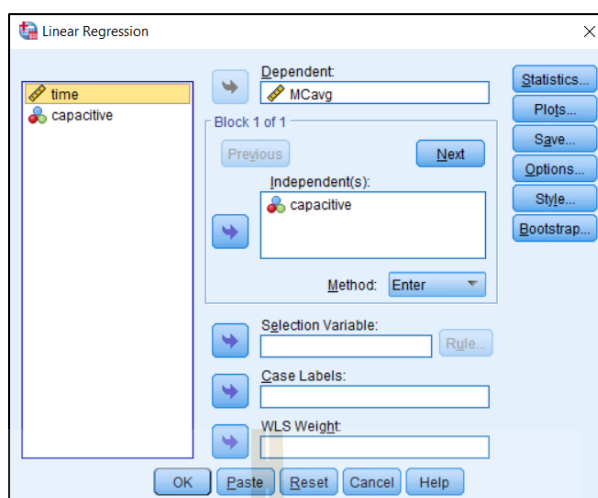 Linear Regression
time
capacitive
Dependent:
MCavg
Block 1 of 1
Previous
Next
Independent(s):
capacitive
Method:
Enter
Selection Variable:
Rule...
Case Labels:
WLS Weight:
Statistics...
Plots...
Save...
Options...
Style...
Bootstrap...
OK
Paste
Reset
Cancel
Help